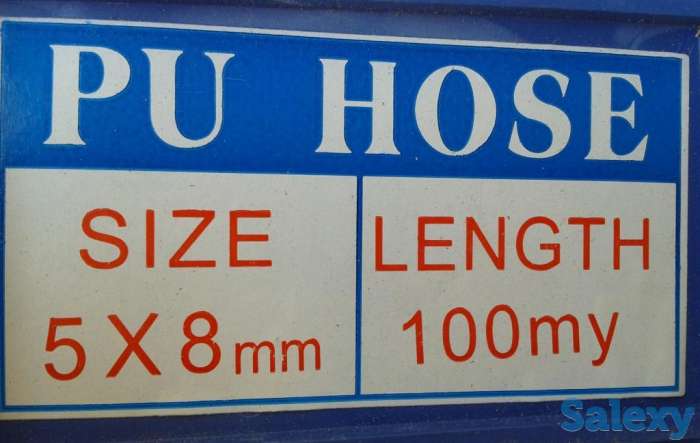 PU HOSE
SIZE
5X8mm
LENGTH
100my
Salexy